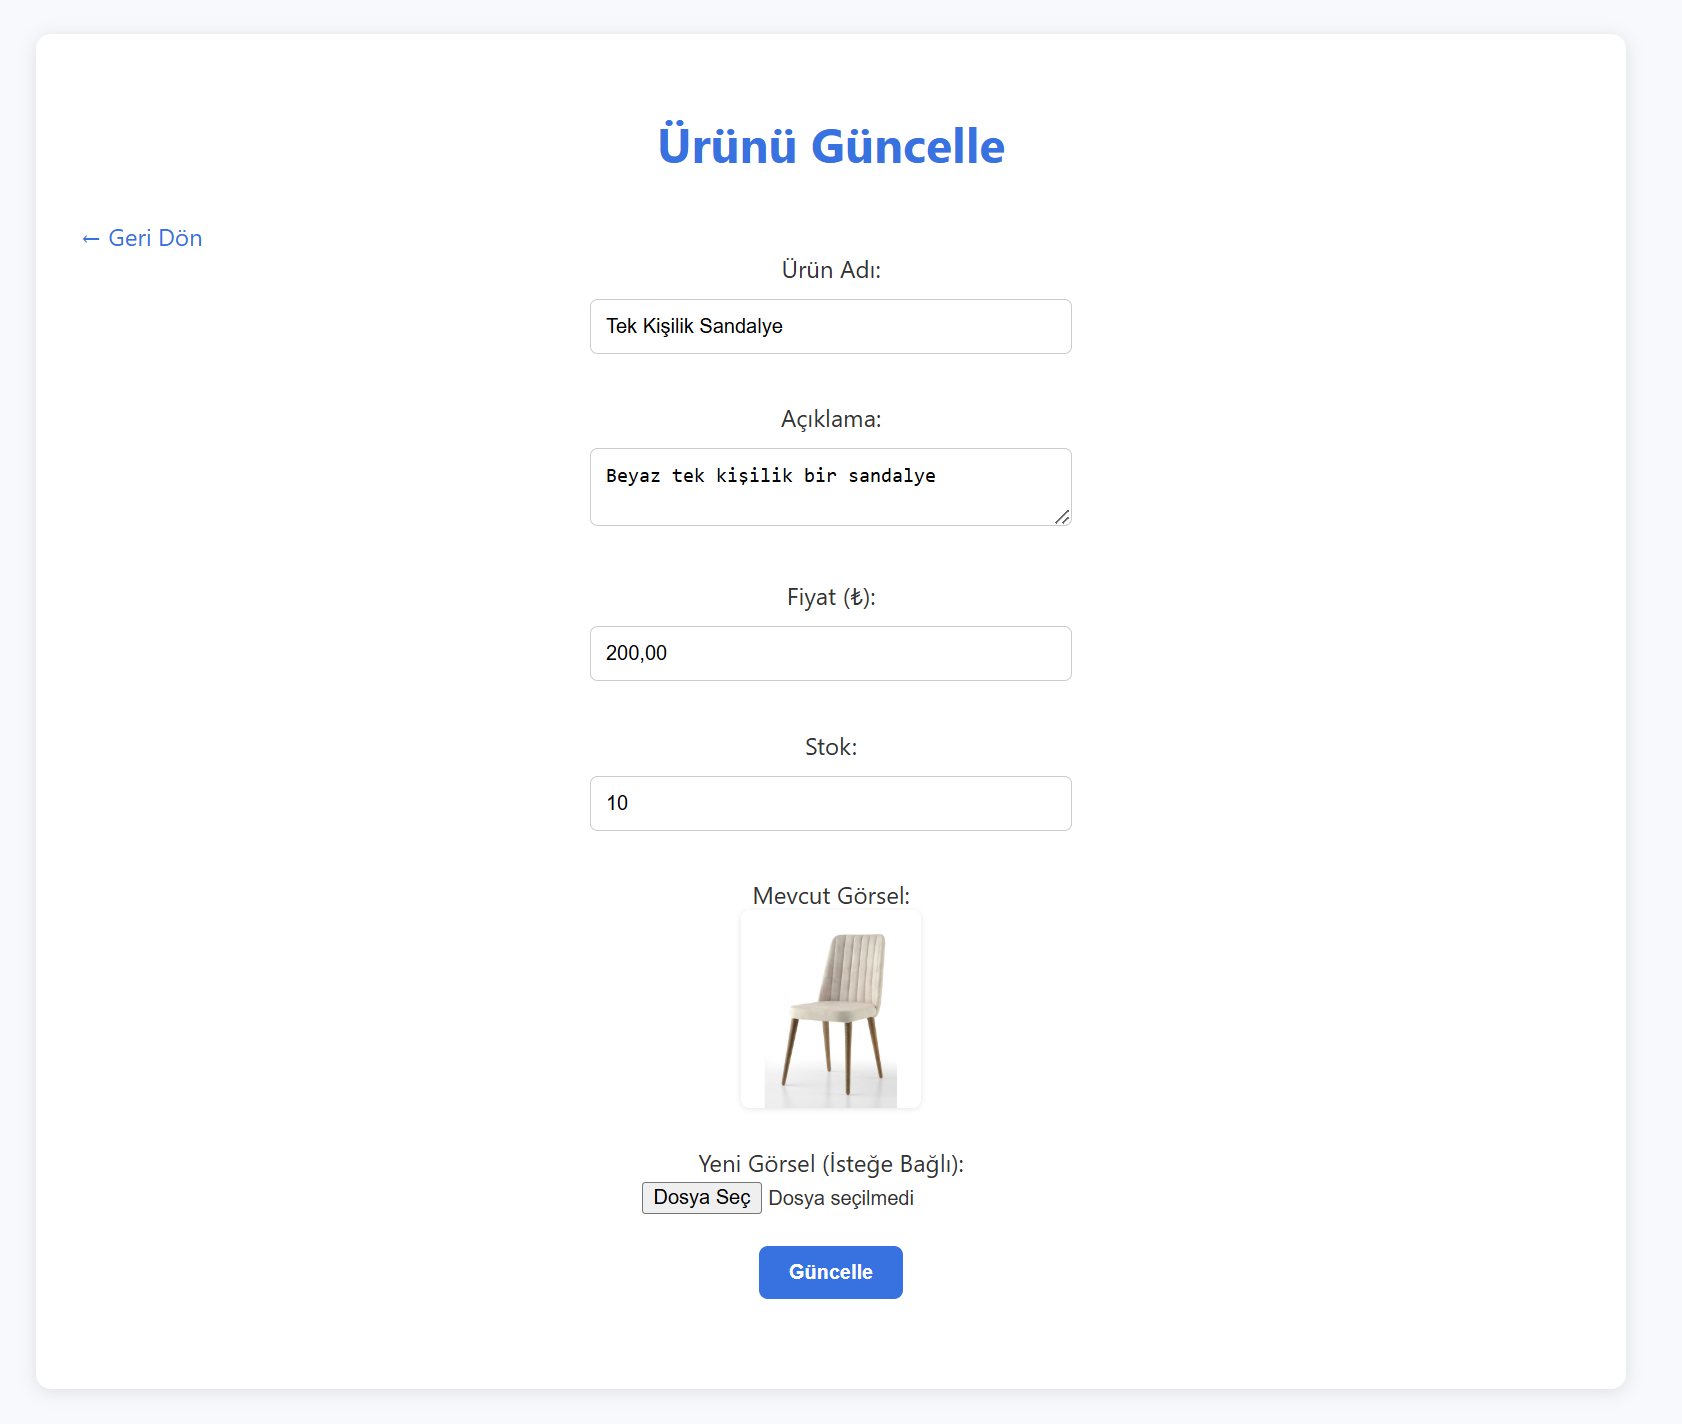 Ürünü Güncelle
← Geri Dön
Ürün Adı:
Tek Kişilik Sandalye
Açıklama:
Beyaz tek kişilik bir sandalye
Fiyat (₺):
200,00
Stok:
10
Mevcut Görsel:
Yeni Görsel (İsteğe Bağlı):
Dosya Seç Dosya seçilmedi
Güncelle